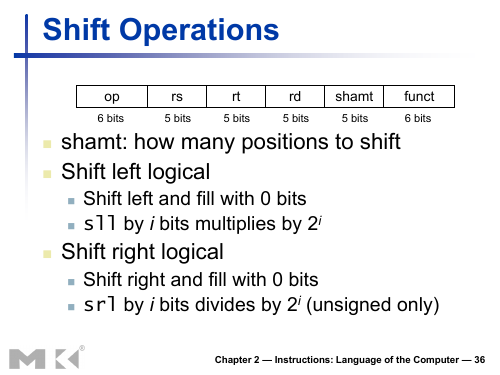 Shift Operations
op rs rt rd shamt funct
6 bits 5 bits 5 bits 5 bits 5 bits 6 bits
shamt: how many positions to shift
Shift left logical
Shift left and fill with 0 bits
sll by i bits multiplies by 2ⁱ
Shift right logical
Shift right and fill with 0 bits
srl by i bits divides by 2ⁱ (unsigned only)
MK®
Chapter 2 — Instructions: Language of the Computer — 36